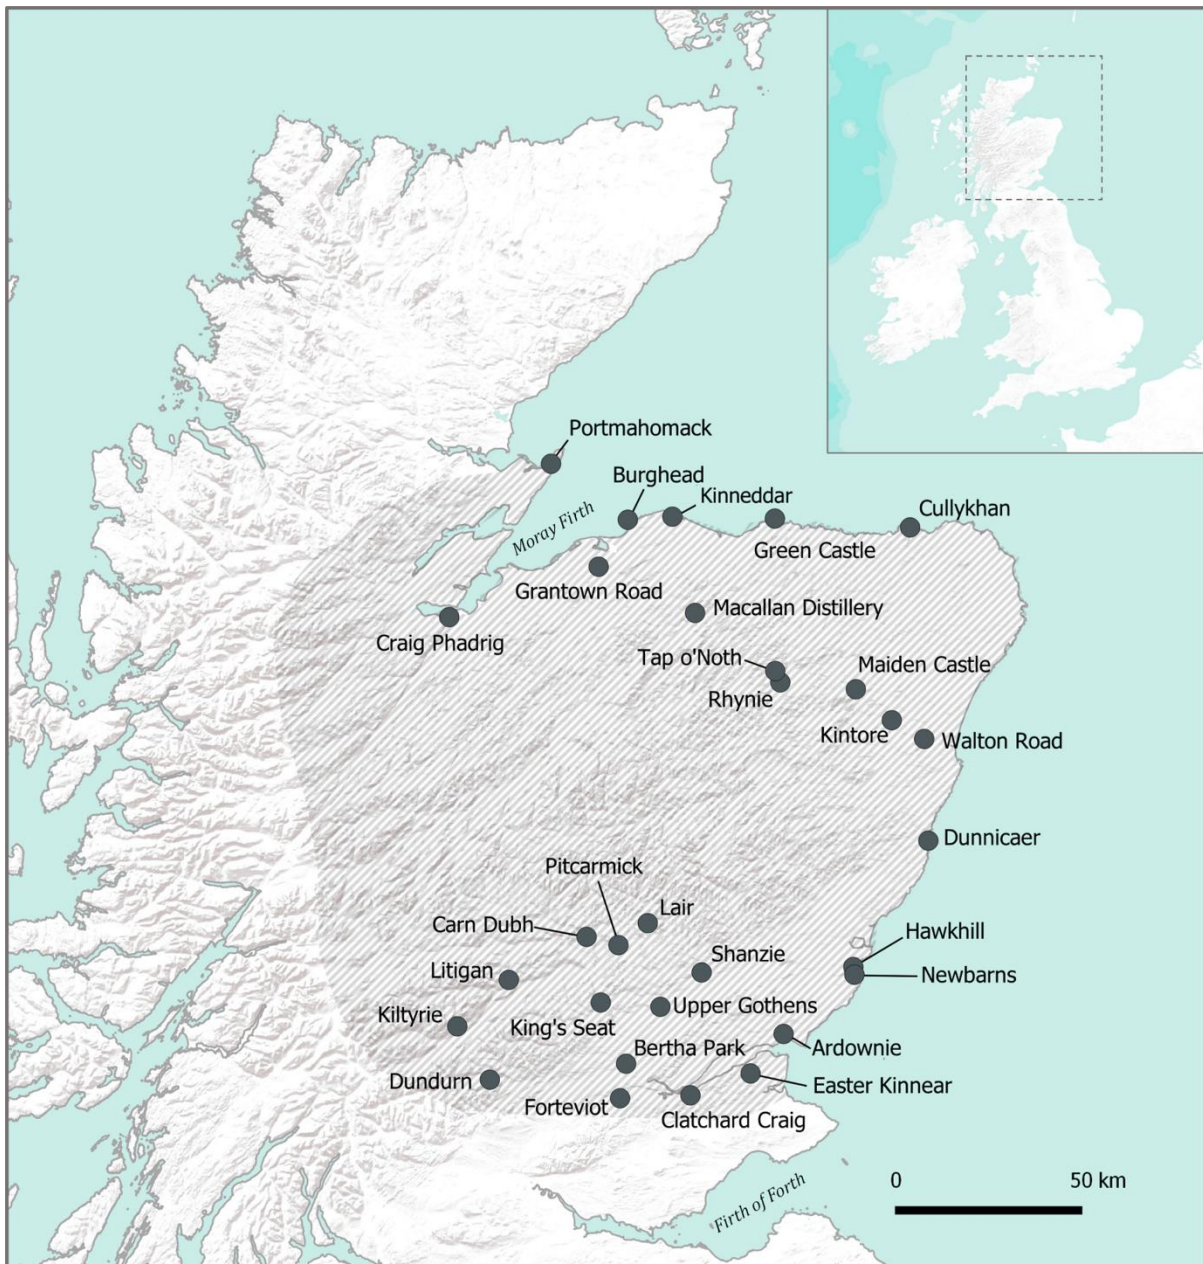 Portmahomack
Burghead
Kinneddar
Cullykhan
Moray Firth
Green Castle
Grantown Road
Macallan Distillery
Craig Phadrig
Tap o'Noth
Maiden Castle
Rhynie
Kintore
Walton Road
Dunnicaer
Pitcarmick
Lair
Carn Dubh
Hawkhill
Shanzie
Litigan
Newbarns
Upper Gothens
Kiltyrie
King's Seat
Bertha Park
Ardownie
Dundurn
Easter Kinnear
Forteviot
Clatchard Craig
0 50 km
Firth of Forth